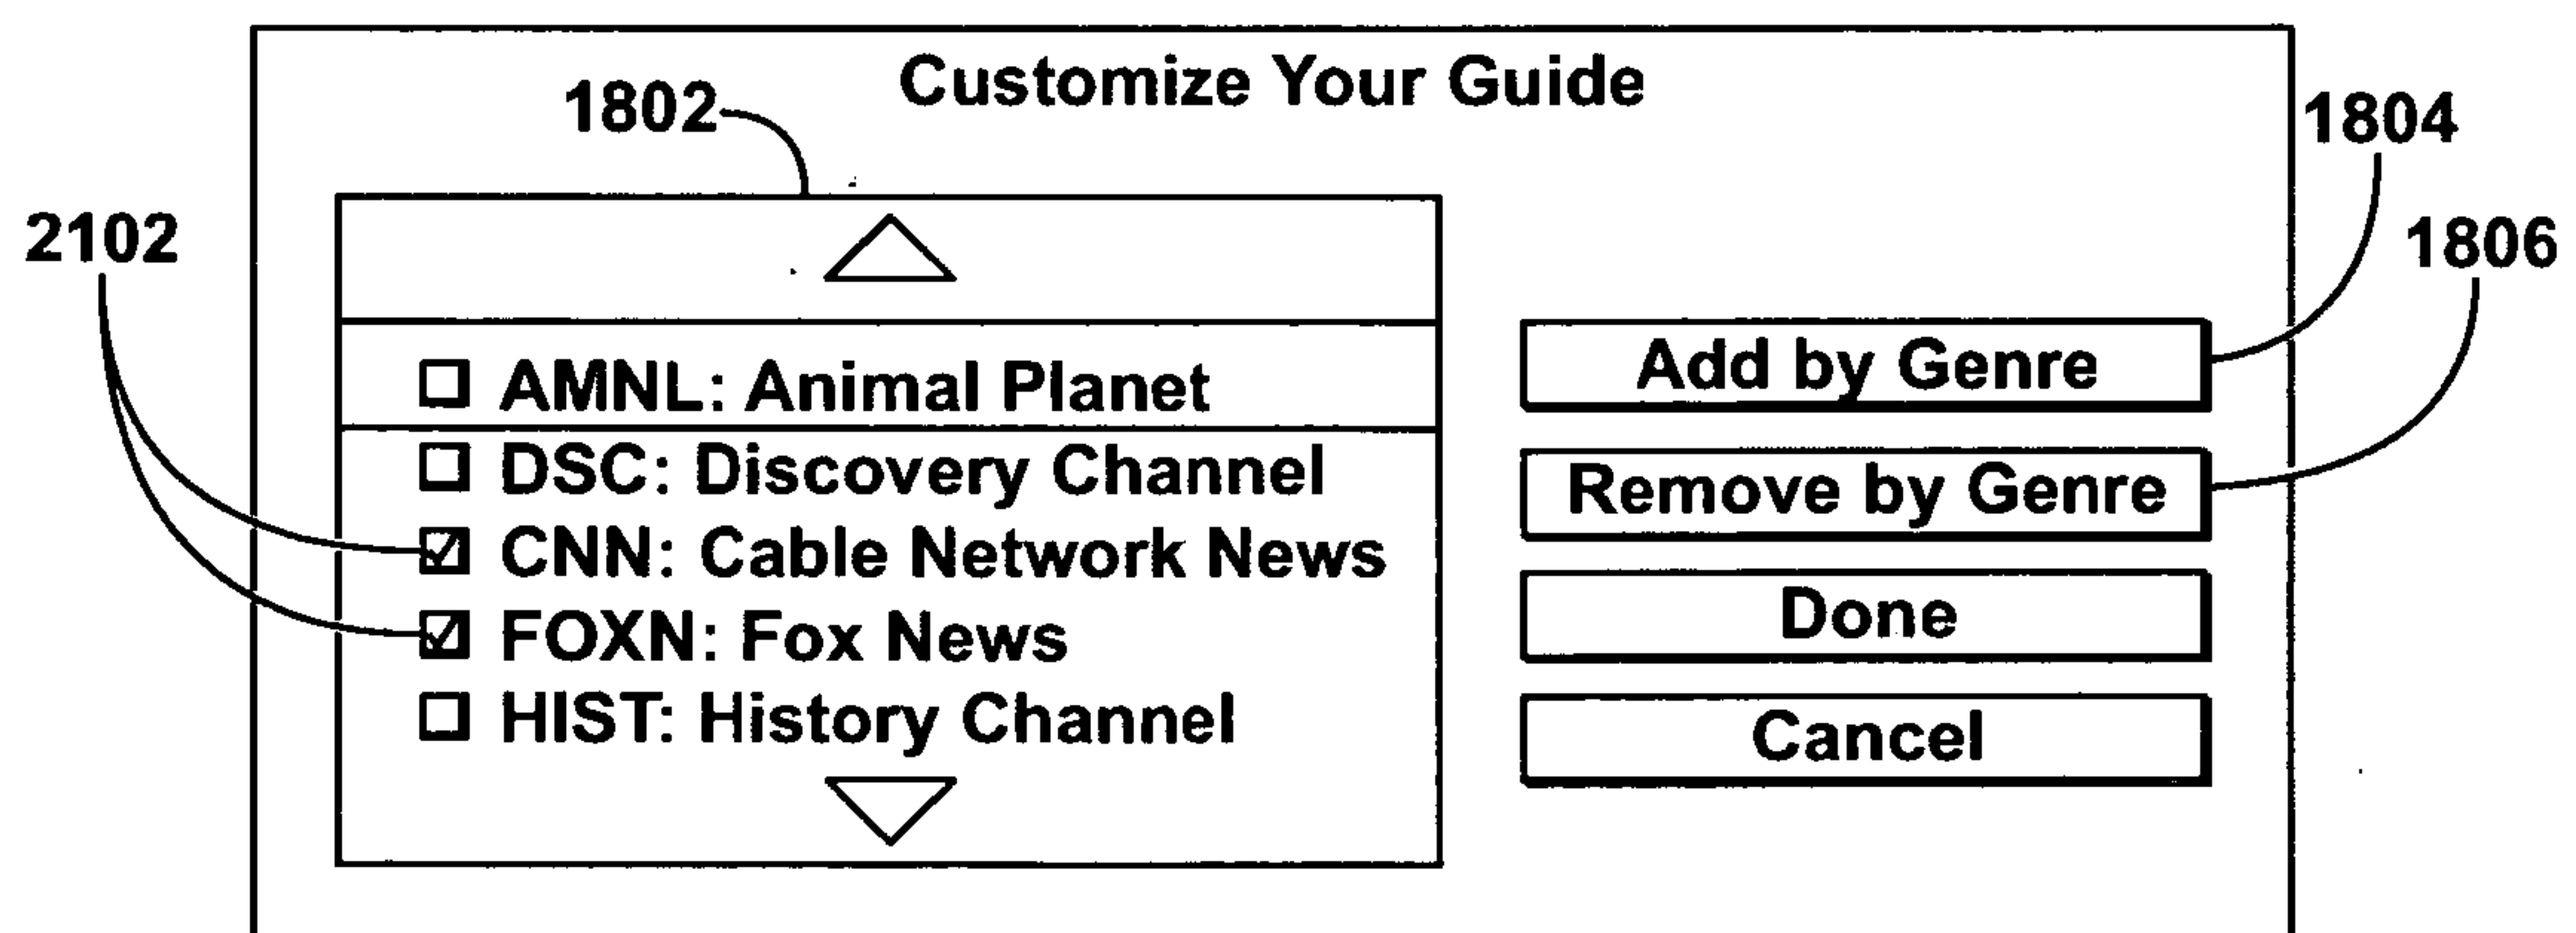 Customize Your Guide
1802
1804
2102
1806
AMNL: Animal Planet
DSC: Discovery Channel
CNN: Cable Network News
FOXN: Fox News
HIST: History Channel
Add by Genre
Remove by Genre
Done
Cancel